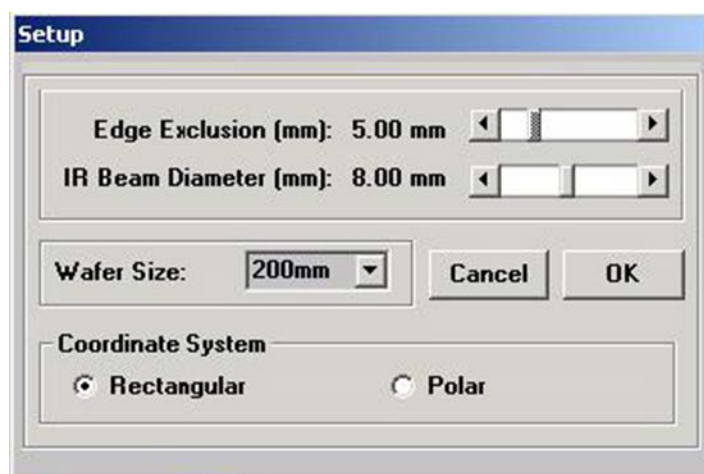 Setup
Edge Exclusion (mm): 5.00 mm
IR Beam Diameter (mm): 8.00 mm
Wafer Size: 200mm Cancel OK
Coordinate System
Rectangular Polar